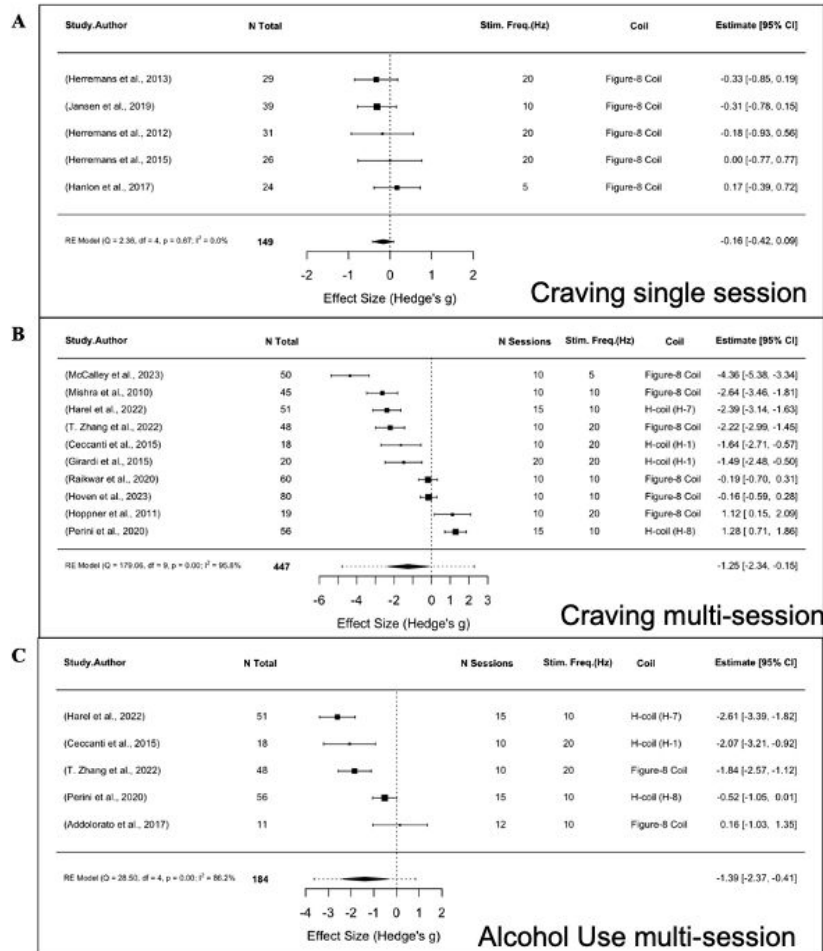 A
Study.Author N Total Stim. Freq.(Hz) Coil Estimate [95% CI]
(Herremans et al., 2013) 29 20 Figure-8 Coil -0.33 [-0.85, 0.19]
(Jansen et al., 2019) 39 10 Figure-8 Coil -0.31 [-0.78, 0.15]
(Herremans et al., 2012) 31 20 Figure-8 Coil -0.18 [-0.93, 0.56]
(Herremans et al., 2015) 26 20 Figure-8 Coil 0.00 [-0.77, 0.77]
(Hanlon et al., 2017) 24 5 Figure-8 Coil 0.17 [-0.39, 0.72]
RE Model (Q = 2.36, df = 4, p = 0.67; I² = 0.0% 149 -0.16 [-0.42, 0.09]
-2 -1 0 1 2
Effect Size (Hedge's g)
Craving single session
B
Study.Author N Total N Sessions Stim. Freq.(Hz) Coil Estimate [95% CI]
(McCalley et al., 2023) 50 10 5 Figure-8 Coil -4.36 [-5.38, -3.34]
(Mishra et al., 2010) 45 10 10 Figure-8 Coil -2.64 [-3.46, -1.81]
(Harel et al., 2022) 51 15 10 H-coil (H-7) -2.39 [-3.14, -1.63]
(T. Zhang et al., 2022) 48 10 20 Figure-8 Coil -2.22 [-2.99, -1.45]
(Ceccanti et al., 2015) 18 10 20 H-coil (H-1) -1.64 [-2.71, -0.57]
(Girardi et al., 2015) 20 20 20 H-coil (H-1) -1.49 [-2.48, -0.50]
(Raikwar et al., 2020) 60 10 10 Figure-8 Coil -0.19 [-0.70, 0.31]
(Hoven et al., 2023) 80 10 10 Figure-8 Coil -0.16 [-0.59, 0.28]
(Hoppner et al., 2011) 19 10 20 Figure-8 Coil 1.12 [ 0.15, 2.09]
(Perini et al., 2020) 56 15 10 H-coil (H-8) 1.28 [ 0.71, 1.86]
RE Model (Q = 179.06, df = 9, p = 0.00; I² = 95.8% 447 -1.25 [-2.34, -0.15]
-6 -4 -2 0 1 2 3
Effect Size (Hedge's g)
Craving multi-session
C
Study.Author N Total N Sessions Stim. Freq.(Hz) Coil Estimate [95% CI]
(Harel et al., 2022) 51 15 10 H-coil (H-7) -2.61 [-3.39, -1.82]
(Ceccanti et al., 2015) 18 10 20 H-coil (H-1) -2.07 [-3.21, -0.92]
(T. Zhang et al., 2022) 48 10 20 Figure-8 Coil -1.84 [-2.57, -1.12]
(Perini et al., 2020) 56 15 10 H-coil (H-8) -0.52 [-1.05, 0.01]
(Addolorato et al., 2017) 11 12 10 Figure-8 Coil 0.16 [-1.03, 1.35]
RE Model (Q = 28.50, df = 4, p = 0.00; I² = 86.2% 184 -1.39 [-2.37, -0.41]
-4 -3 -2 -1 0 1 2
Effect Size (Hedge's g)
Alcohol Use multi-session